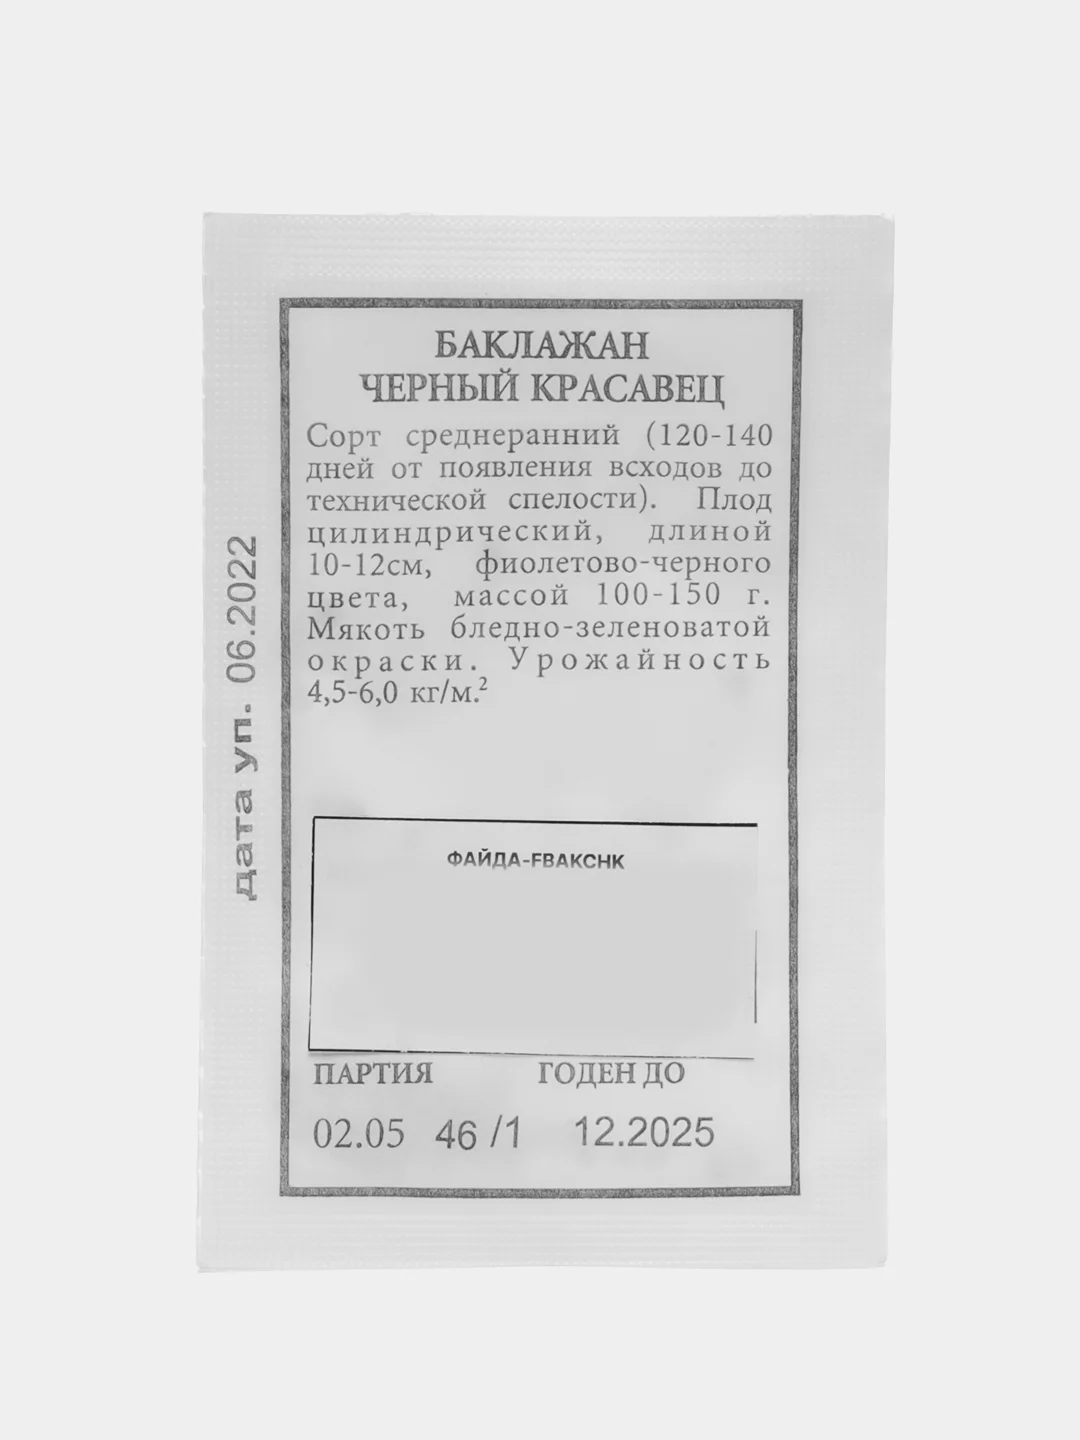 БАКЛАЖАН
ЧЕРНЫЙ КРАСАВЕЦ
Сорт среднеранний (120-140
дней от появления всходов до
технической спелости). Плод
цилиндрический, длиной
10-12см, фиолетово-черного
цвета, массой 100-150 г.
Мякоть бледно-зеленоватой
окраски. Урожайность
4,5-6,0 кг/м.²
дата уп. 06.2022
ФАЙДА-FBAKCHK
ПАРТИЯ ГОДЕН ДО
02.05 46 /1 12.2025